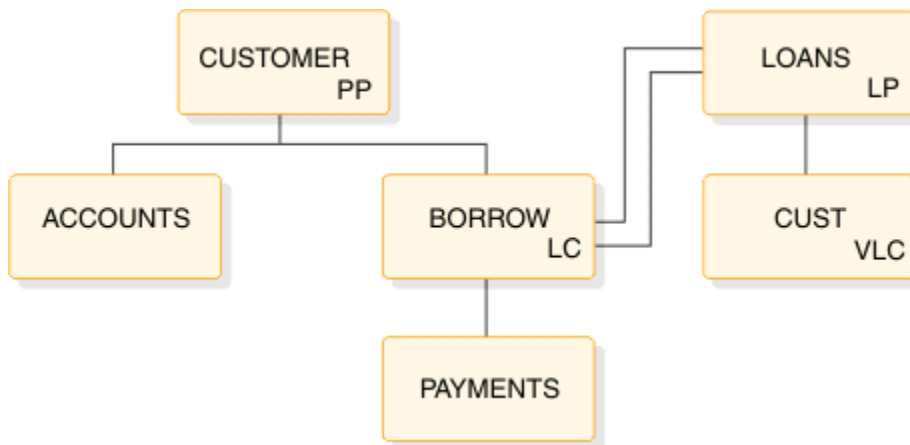 CUSTOMER
PP
LOANS
LP
ACCOUNTS
BORROW
LC
CUST
VLC
PAYMENTS